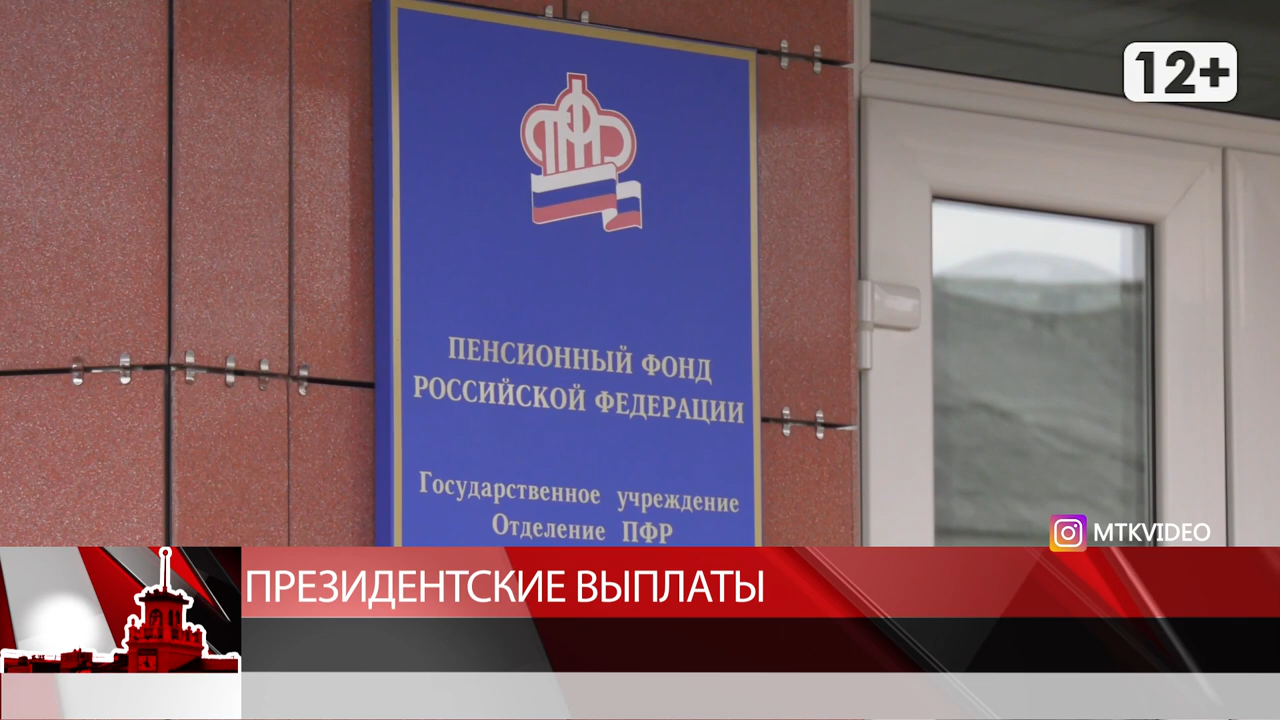 12+
ПФР
ПЕНСИОННЫЙ ФОНД
РОССИЙСКОЙ ФЕДЕРАЦИИ
Государственное учреждение
Отделение ПФР
MTKVIDEO
ПРЕЗИДЕНТСКИЕ ВЫПЛАТЫ